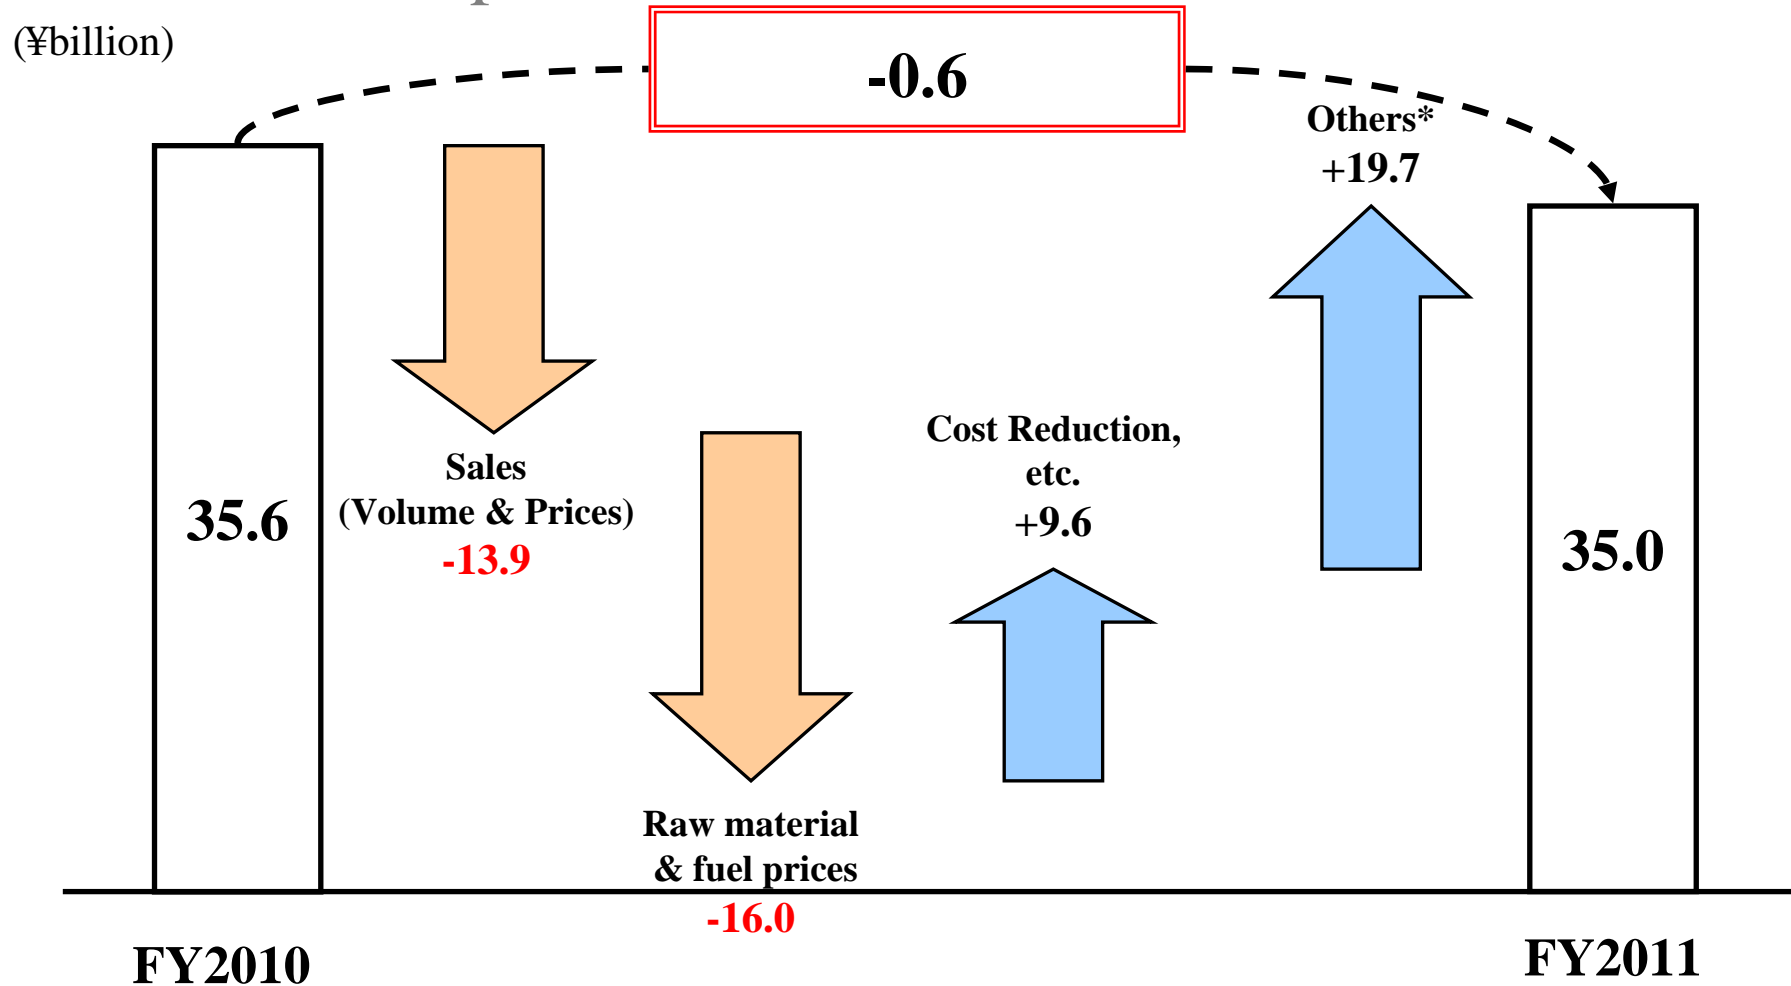 (¥billion)
-0.6
Others*
+19.7
Sales
(Volume & Prices)
-13.9
Cost Reduction,
etc.
+9.6
35.6
35.0
Raw material
& fuel prices
-16.0
FY2010
FY2011